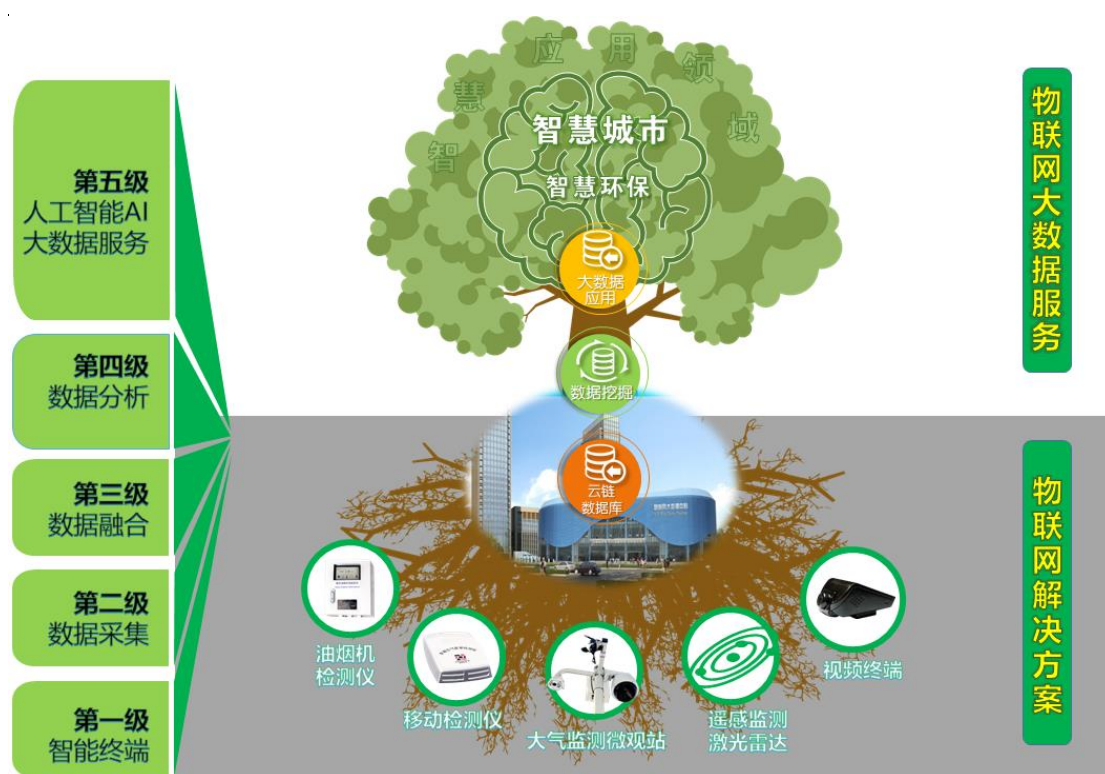 智慧应用领域
智慧城市
智慧环保
大数据
应用
数据挖掘
云链
数据库
第五级
人工智能AI
大数据服务
第四级
数据分析
第三级
数据融合
第二级
数据采集
第一级
智能终端
油烟机
检测仪
移动检测仪
大气监测微观站
遥感监测
激光雷达
视频终端
物联网大数据服务
物联网解决方案